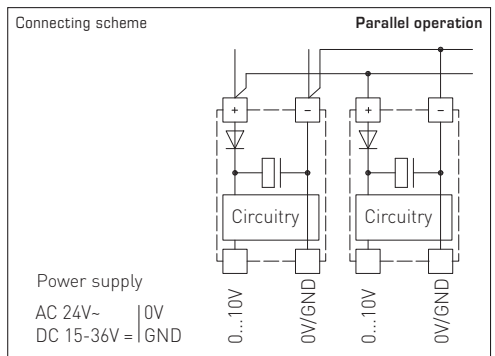 Connecting scheme
Parallel operation
+ − + −
Circuitry Circuitry
Power supply
AC 24V~ | 0V
DC 15-36V = | GND
0...10V
0V/GND
0...10V
0V/GND